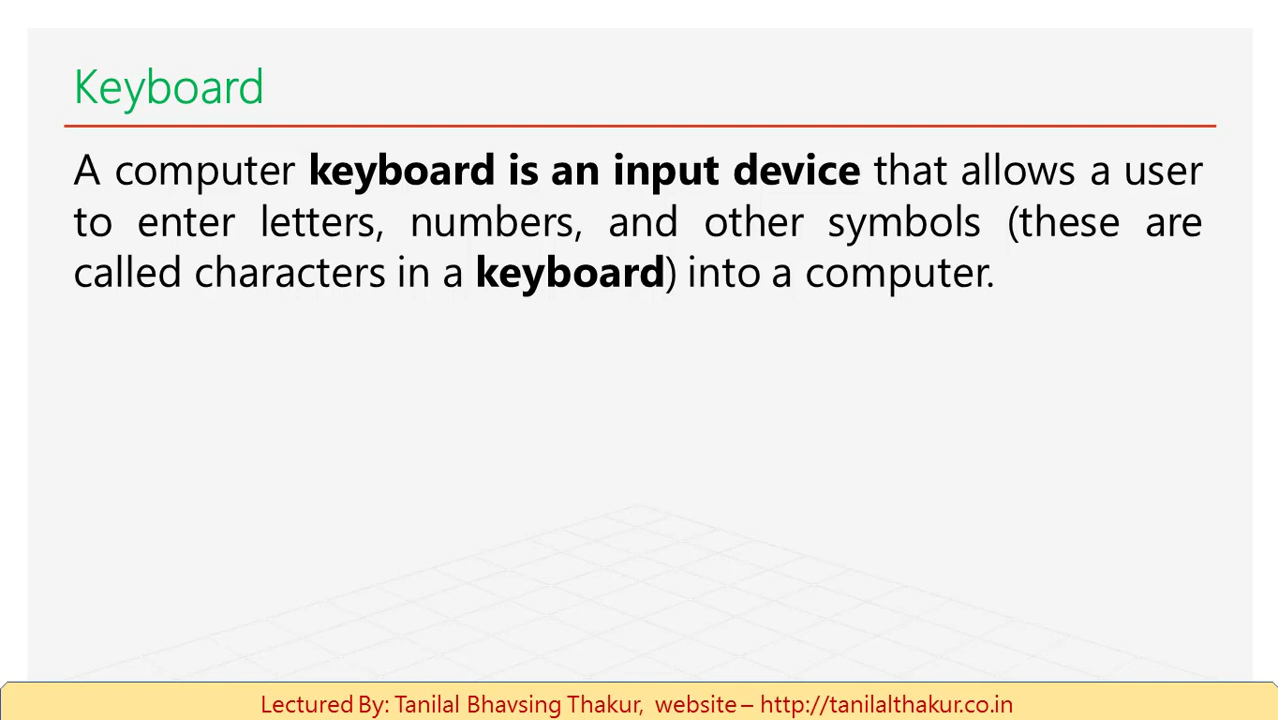 Keyboard
A computer keyboard is an input device that allows a user
to enter letters, numbers, and other symbols (these are
called characters in a keyboard) into a computer.
Lectured By: Tanilal Bhavsing Thakur, website – http://tanilalthakur.co.in